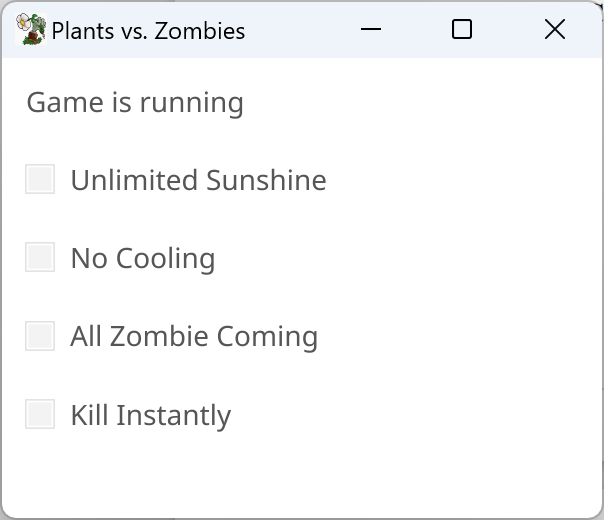 Plants vs. Zombies
Game is running
Unlimited Sunshine
No Cooling
All Zombie Coming
Kill Instantly